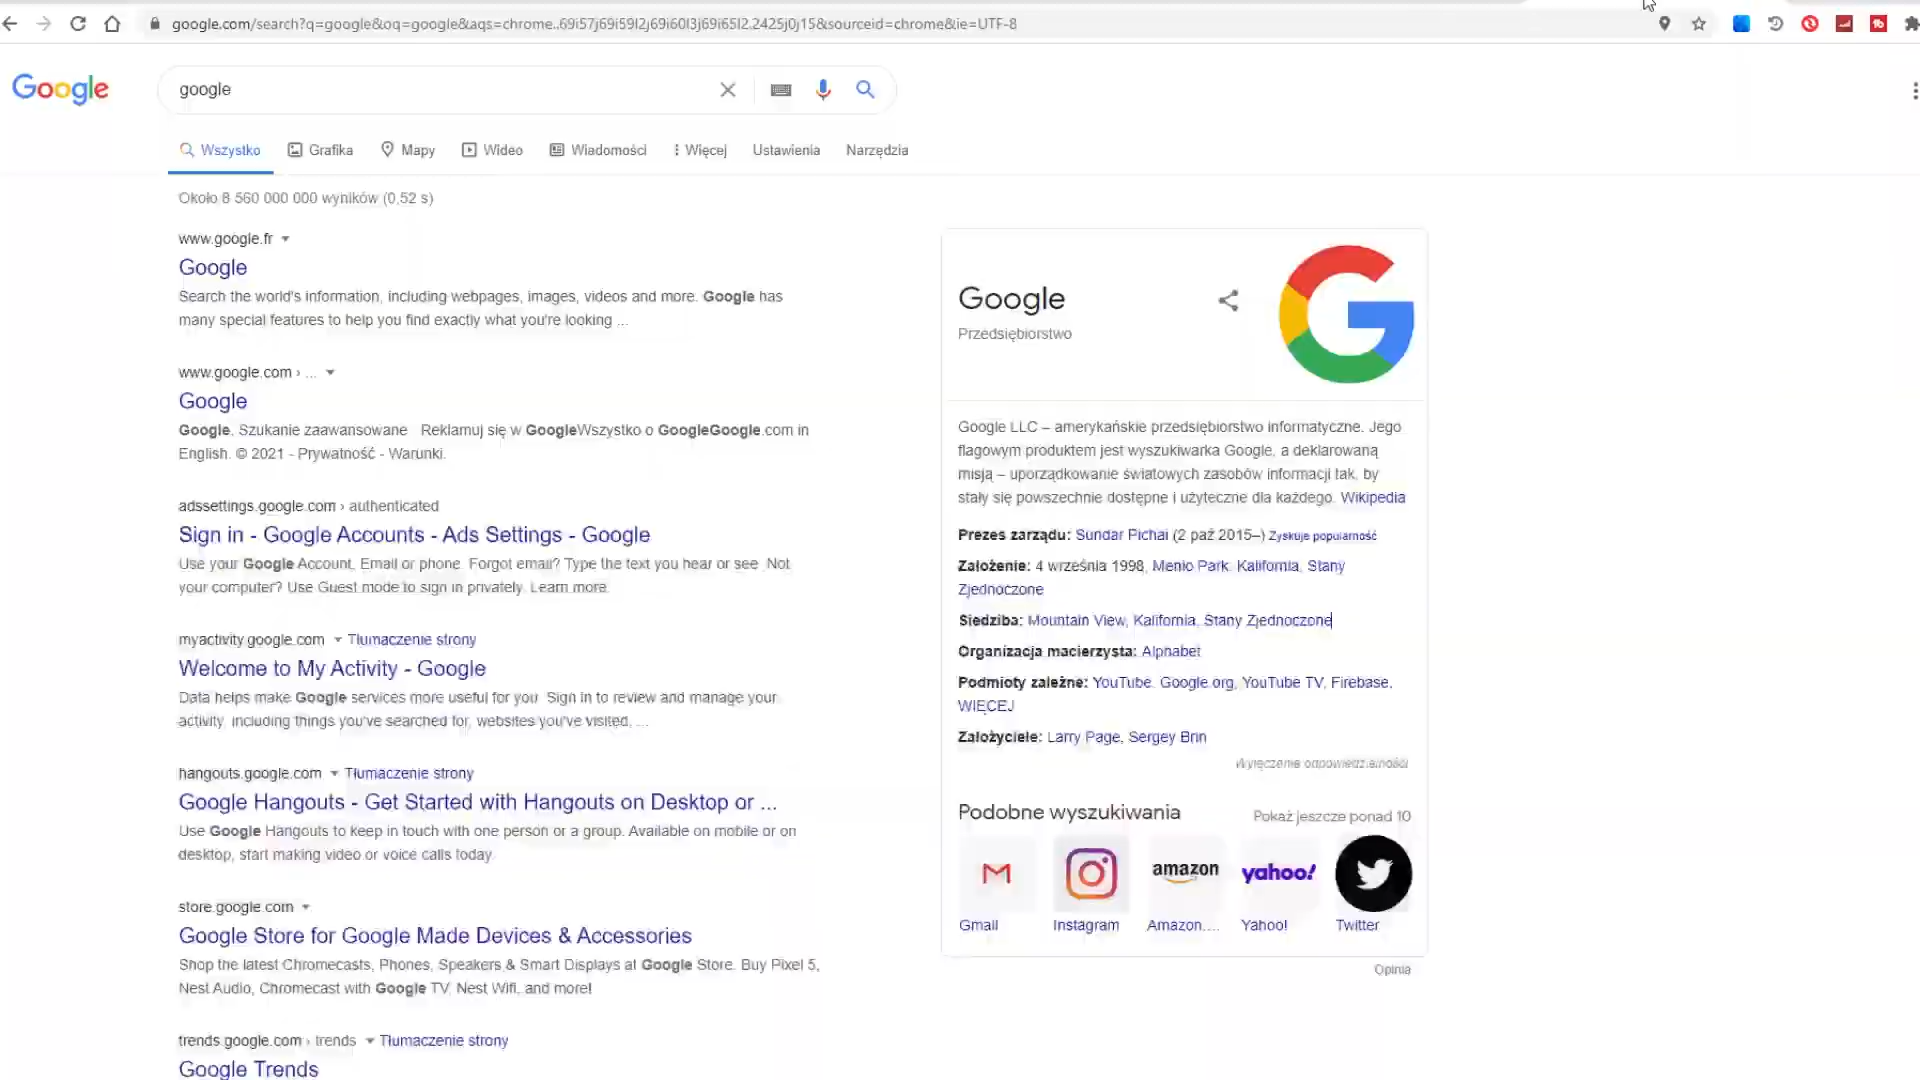 google.com/search?q=google&oq=google&aqs=chrome..69i57j69i59l2j69i60l3j69i65l2.2425j0j15&sourceid=chrome&ie=UTF-8
Google
google
Wszystko Grafika Mapy Video Wiadomości Więcej Ustawienia Narzędzia
Około 8 560 000 000 wyników (0,52 s)
www.google.fr
Google
Search the world's information, including webpages, images, videos and more. Google has
many special features to help you find exactly what you're looking ...
www.google.com › ...
Google
Google. Szukanie zaawansowane Reklamuj się w GoogleWszystko o GoogleGoogle.com in
English. © 2021 - Prywatność - Warunki.
adssettings.google.com › authenticated
Sign in - Google Accounts - Ads Settings - Google
Use your Google Account. Email or phone. Forgot email? Type the text you hear or see. Not
your computer? Use Guest mode to sign in privately. Learn more.
myactivity.google.com Tłumaczenie strony
Welcome to My Activity - Google
Data helps make Google services more useful for you. Sign in to review and manage your
activity, including things you've searched for, websites you've visited, ...
hangouts.google.com Tłumaczenie strony
Google Hangouts - Get Started with Hangouts on Desktop or ...
Use Google Hangouts to keep in touch with one person or a group. Available on mobile or on
desktop, start making video or voice calls today.
store.google.com
Google Store for Google Made Devices & Accessories
Shop the latest Chromecasts, Phones, Speakers & Smart Displays at Google Store. Buy Pixel 5,
Nest Audio, Chromecast with Google TV, Nest Wifi, and more!
trends.google.com › trends Tłumaczenie strony
Google Trends
Google
Przedsiębiorstwo
Google LLC – amerykańskie przedsiębiorstwo informatyczne. Jego
flagowym produktem jest wyszukiwarka Google, a deklarowaną
misją – uporządkowanie światowych zasobów informacji tak, by
stały się powszechnie dostępne i użyteczne dla każdego. Wikipedia
Prezes zarządu: Sundar Pichai (2 paź 2015–) Zyskuje popularność
Założenie: 4 września 1998, Menlo Park, Kalifornia, Stany
Zjednoczone
Siedziba: Mountain View, Kalifornia, Stany Zjednoczone
Organizacja macierzysta: Alphabet
Podmioty zależne: YouTube, Google.org, YouTube TV, Firebase,
WIĘCEJ
Założyciele: Larry Page, Sergey Brin
Wyłączenie odpowiedzialności
Podobne wyszukiwania Pokaż jeszcze ponad 10
amazon yahoo!
Gmail Instagram Amazon.... Yahoo! Twitter
Opinia